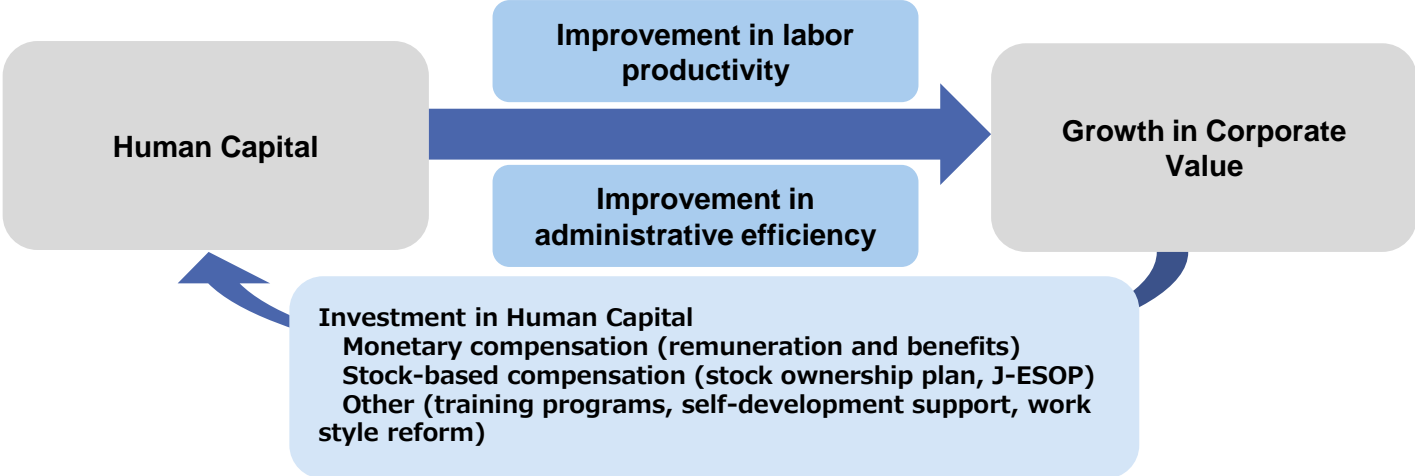 Improvement in labor
productivity
Human Capital
Growth in Corporate
Value
Improvement in
administrative efficiency
Investment in Human Capital
Monetary compensation (remuneration and benefits)
Stock-based compensation (stock ownership plan, J-ESOP)
Other (training programs, self-development support, work
style reform)